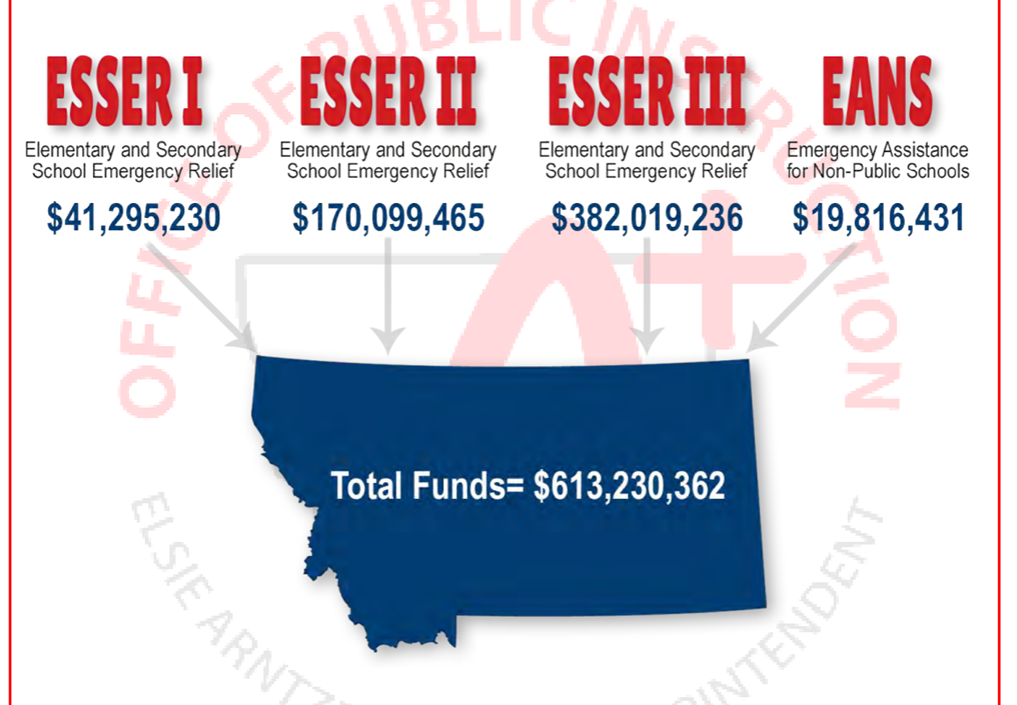 OFFICE OF PUBLIC INSTRUCTION
ESSER I
Elementary and Secondary
School Emergency Relief
$41,295,230
ESSER II
Elementary and Secondary
School Emergency Relief
$170,099,465
ESSER III
Elementary and Secondary
School Emergency Relief
$382,019,236
EANS
Emergency Assistance
for Non-Public Schools
$19,816,431
A+
Total Funds= $613,230,362
ELSIE